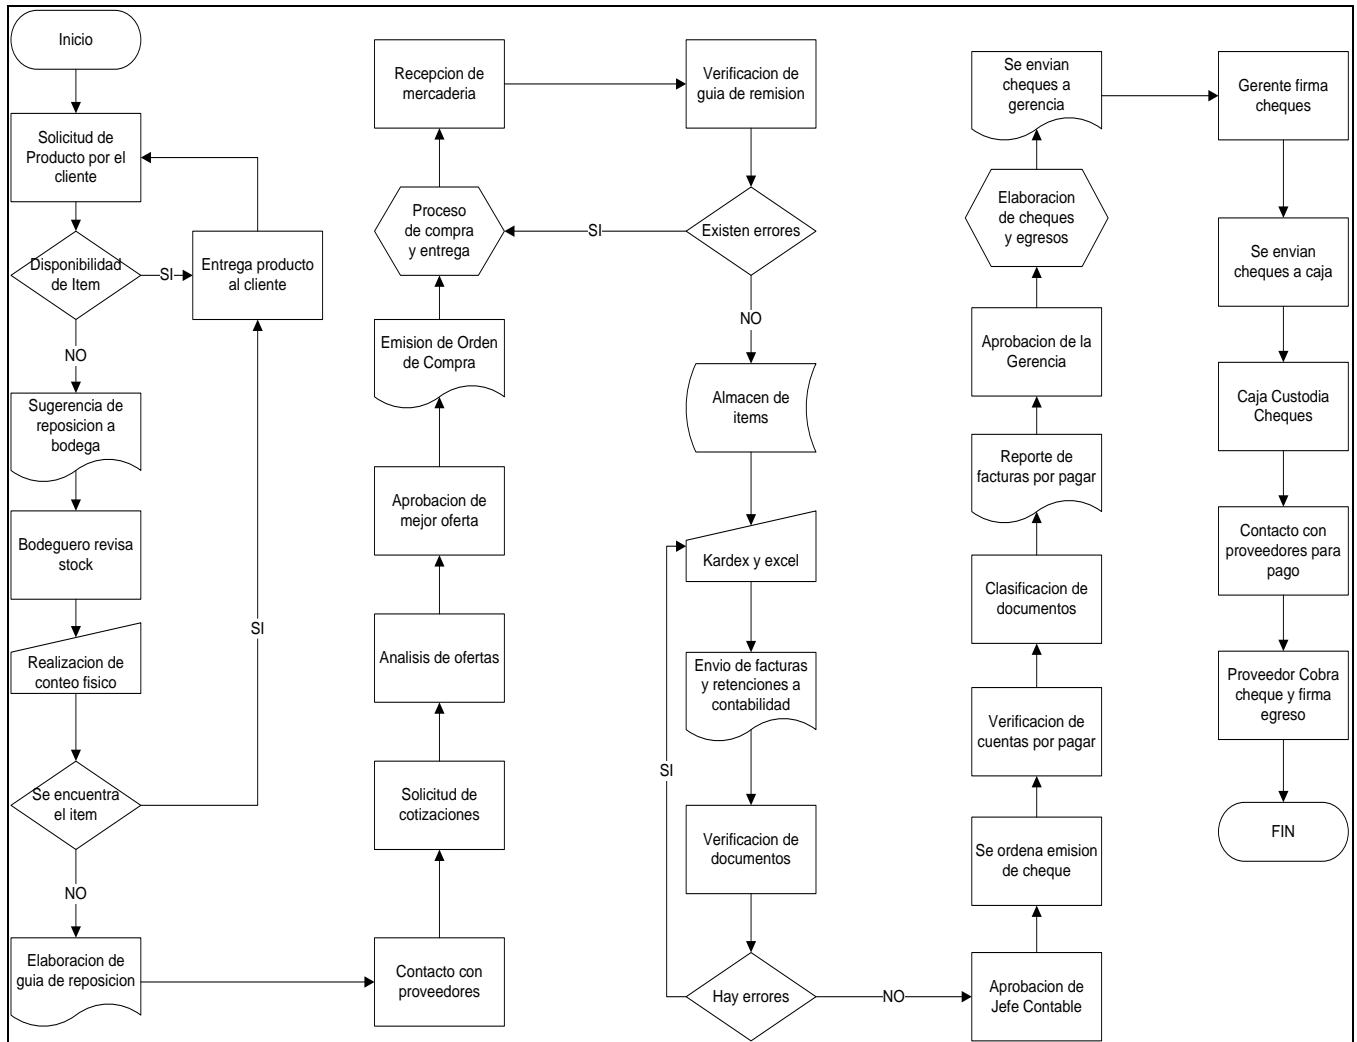 Inicio
Solicitud de
Producto por el
cliente
Disponibilidad
de Item
SI
Entrega producto
al cliente
NO
Sugerencia de
reposicion a
bodega
Bodeguero revisa
stock
Realizacion de
conteo fisico
Se encuentra
el item
SI
NO
Elaboracion de
guia de reposicion
Contacto con
proveedores
Solicitud de
cotizaciones
Analisis de ofertas
Aprobacion de
mejor oferta
Emision de Orden
de Compra
Proceso
de compra
y entrega
Recepcion de
mercaderia
Verificacion de
guia de remision
Existen errores
SI
NO
Almacen de
items
Kardex y excel
Envio de facturas
y retenciones a
contabilidad
Verificacion de
documentos
Hay errores
SI
NO
Aprobacion de
Jefe Contable
Se ordena emision
de cheque
Verificacion de
cuentas por pagar
Clasificacion de
documentos
Reporte de
facturas por pagar
Aprobacion de la
Gerencia
Elaboracion
de cheques
y egresos
Se envian
cheques a
gerencia
Gerente firma
cheques
Se envian
cheques a caja
Caja Custodia
Cheques
Contacto con
proveedores para
pago
Proveedor Cobra
cheque y firma
egreso
FIN